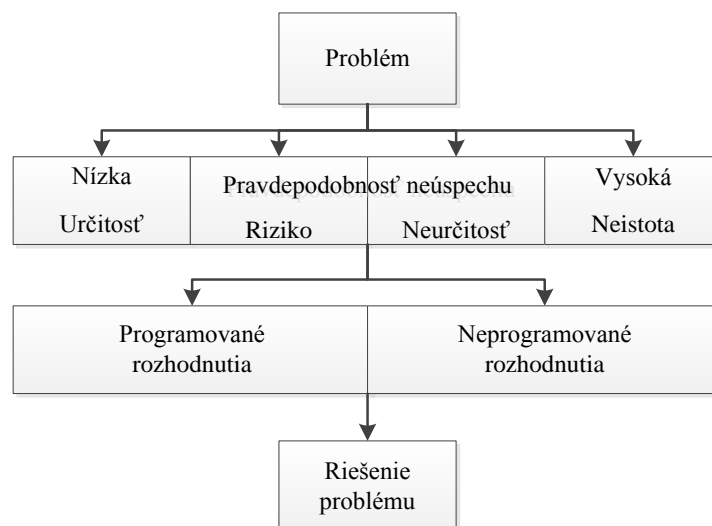 Problém
Nízka
Pravdepodobnosť neúspechu
Vysoká
Určitosť
Riziko
Neurčitosť
Neistota
Programované
rozhodnutia
Neprogramované
rozhodnutia
Riešenie
problému